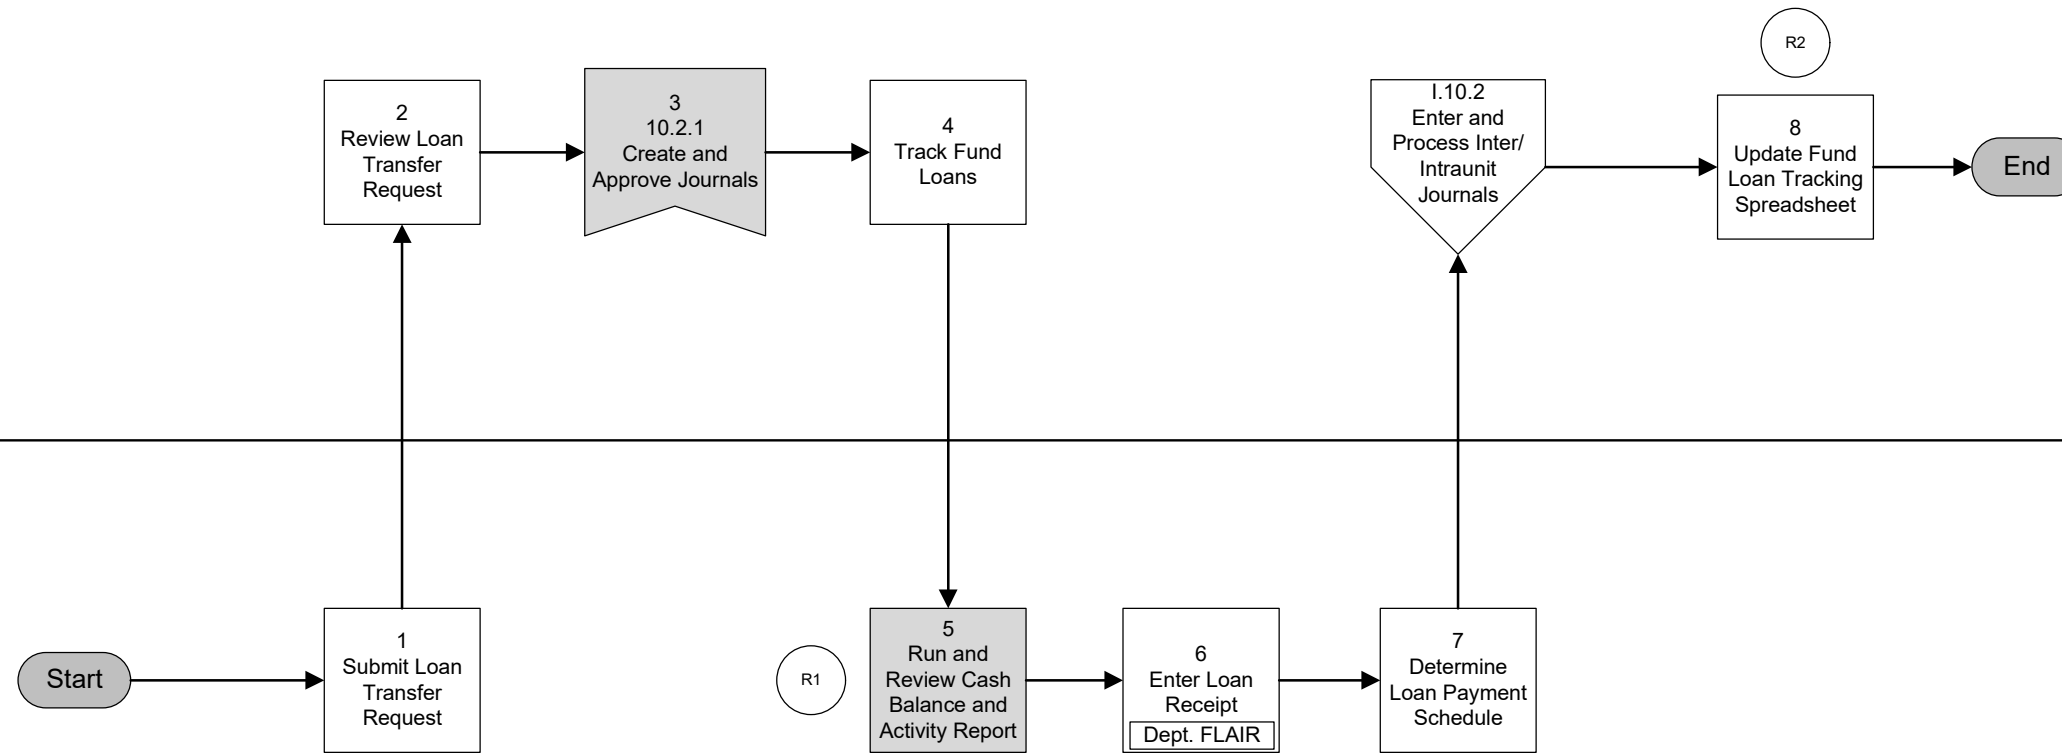 R2
2
Review Loan
Transfer
Request
3
10.2.1
Create and
Approve Journals
4
Track Fund
Loans
I.10.2
Enter and
Process Inter/
Intraunit
Journals
8
Update Fund
Loan Tracking
Spreadsheet
End
Start
1
Submit Loan
Transfer
Request
R1
5
Run and
Review Cash
Balance and
Activity Report
6
Enter Loan
Receipt
Dept. FLAIR
7
Determine
Loan Payment
Schedule